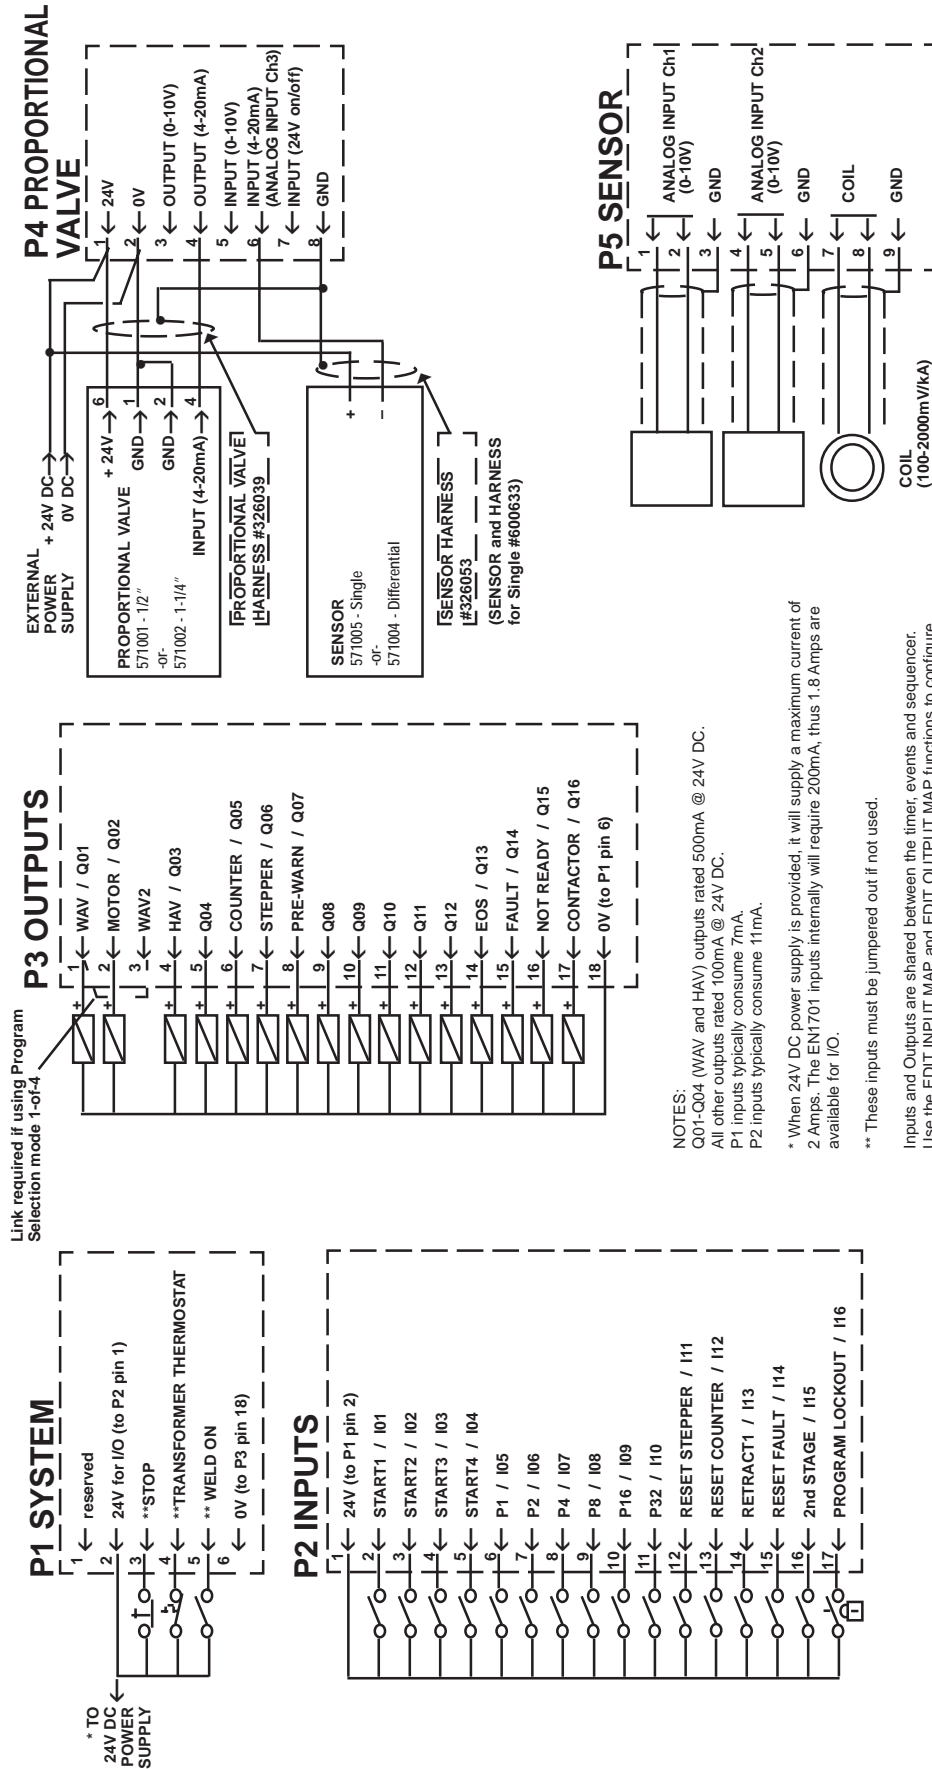 P1 SYSTEM
1 reserved
2 24V for I/O (to P2 pin 1)
3 **STOP
4 **TRANSFORMER THERMOSTAT
5 ** WELD ON
6 0V (to P3 pin 18)
* TO
24V DC
POWER
SUPPLY
P2 INPUTS
1 24V (to P1 pin 2)
2 START1 / I01
3 START2 / I02
4 START3 / I03
5 START4 / I04
6 P1 / I05
7 P2 / I06
8 P4 / I07
9 P8 / I08
10 P16 / I09
11 P32 / I10
12 RESET STEPPER / I11
13 RESET COUNTER / I12
14 RETRACT1 / I13
15 RESET FAULT / I14
16 2nd STAGE / I15
17 PROGRAM LOCKOUT / I16
Link required if using Program
Selection mode 1-of-4
P3 OUTPUTS
+ 1 WAV / Q01
+ 2 MOTOR / Q02
3 WAV2
+ 4 HAV / Q03
+ 5 Q04
+ 6 COUNTER / Q05
+ 7 STEPPER / Q06
+ 8 PRE-WARN / Q07
+ 9 Q08
+ 10 Q09
+ 11 Q10
+ 12 Q11
+ 13 Q12
+ 14 EOS / Q13
+ 15 FAULT / Q14
+ 16 NOT READY / Q15
+ 17 CONTACTOR / Q16
18 0V (to P1 pin 6)
NOTES:
Q01-Q04 (WAV and HAV) outputs rated 500mA @ 24V DC.
All other outputs rated 100mA @ 24V DC.
P1 inputs typically consume 7mA.
P2 inputs typically consume 11mA.
* When 24V DC power supply is provided, it will supply a maximum current of
2 Amps. The EN1701 inputs internally will require 200mA, thus 1.8 Amps are
available for I/O.
** These inputs must be jumpered out if not used.
Inputs and Outputs are shared between the timer, events and sequencer.
Use the EDIT INPUT MAP and EDIT OUTPUT MAP functions to configure
P4 PROPORTIONAL
VALVE
1 24V
2 0V
3 OUTPUT (0-10V)
4 OUTPUT (4-20mA)
5 INPUT (0-10V)
6 INPUT (4-20mA)
(ANALOG INPUT Ch3)
7 INPUT (24V on/off)
8 GND
EXTERNAL
POWER
SUPPLY
+ 24V DC
0V DC
PROPORTIONAL VALVE
571001 - 1/2"
-or-
571002 - 1-1/4"
+ 24V 6
GND 1
GND 2
INPUT (4-20mA) 4
PROPORTIONAL VALVE
HARNESS #326039
SENSOR
571005 - Single
-or-
571004 - Differential
+
–
SENSOR HARNESS
#326053
(SENSOR and HARNESS
for Single #600633)
P5 SENSOR
1
2
ANALOG INPUT Ch1
(0-10V)
3 GND
4
5
ANALOG INPUT Ch2
(0-10V)
6 GND
7
8
COIL
9 GND
COIL
(100-2000mV/kA)